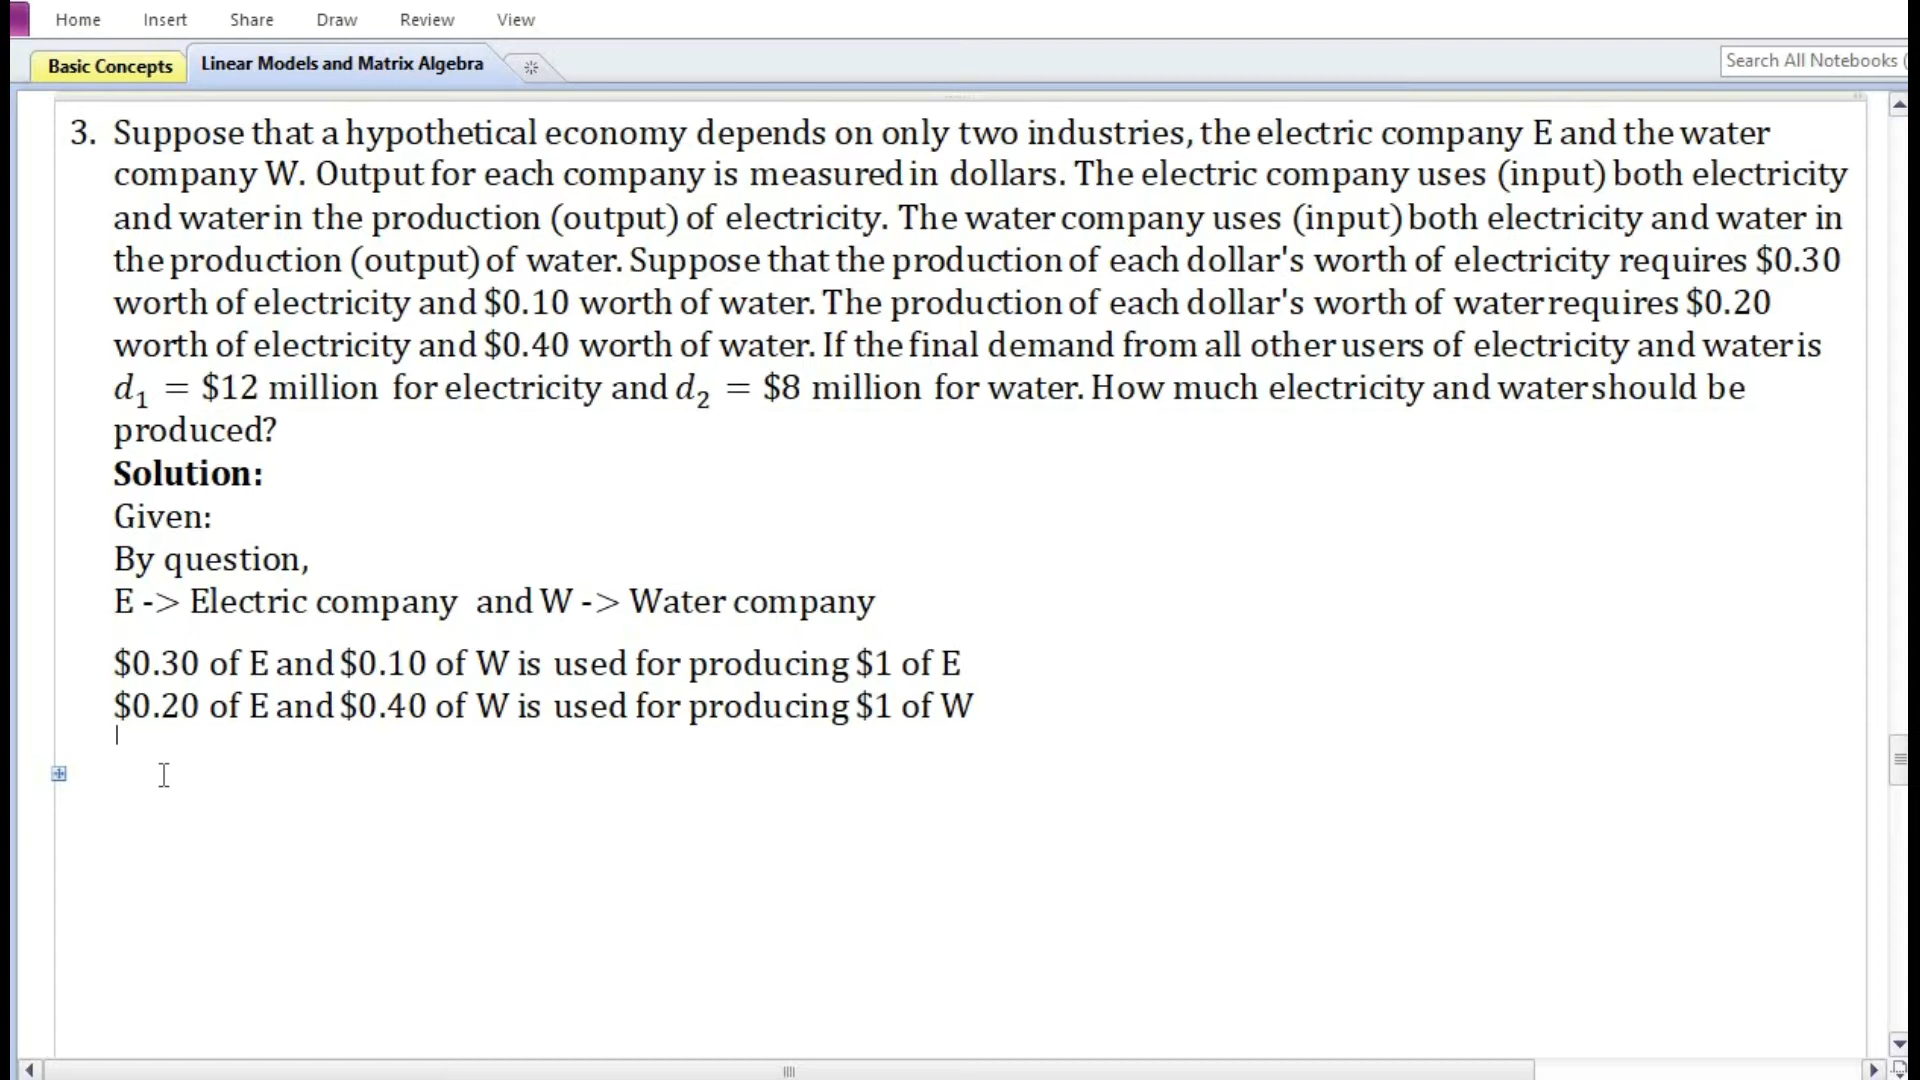 Home Insert Share Draw Review View
Basic Concepts Linear Models and Matrix Algebra
Search All Notebooks (
3. Suppose that a hypothetical economy depends on only two industries, the electric company E and the water
company W. Output for each company is measured in dollars. The electric company uses (input) both electricity
and water in the production (output) of electricity. The water company uses (input) both electricity and water in
the production (output) of water. Suppose that the production of each dollar's worth of electricity requires $0.30
worth of electricity and $0.10 worth of water. The production of each dollar's worth of water requires $0.20
worth of electricity and $0.40 worth of water. If the final demand from all other users of electricity and water is
d₁ = $12 million for electricity and d₂ = $8 million for water. How much electricity and water should be
produced?
Solution:
Given:
By question,
E -> Electric company and W -> Water company
$0.30 of E and $0.10 of W is used for producing $1 of E
$0.20 of E and $0.40 of W is used for producing $1 of W